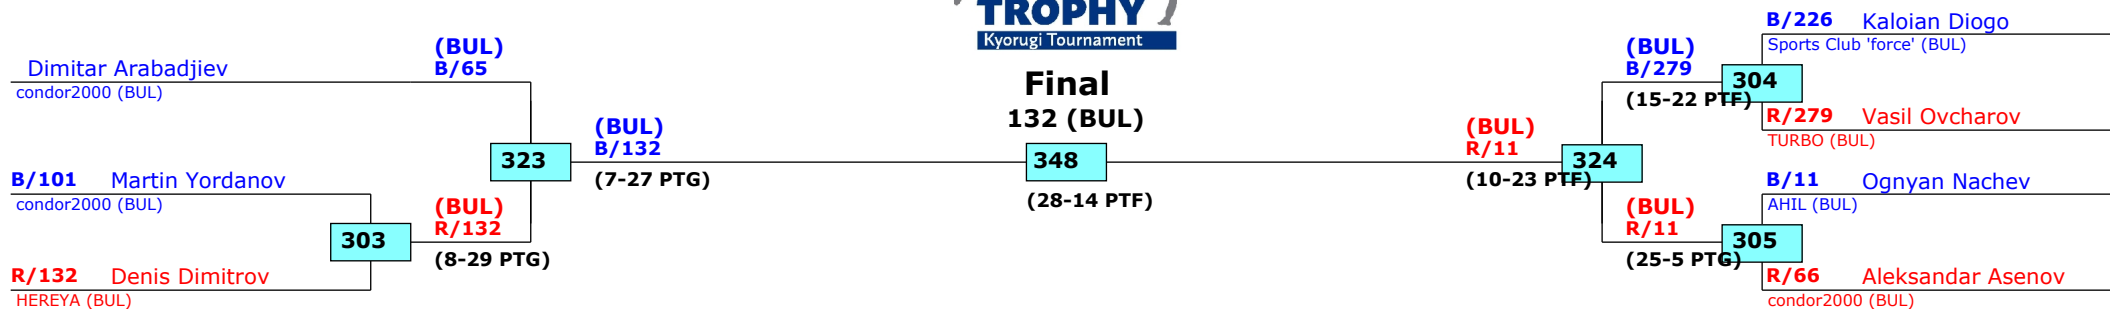 TROPHY
Kyorugi Tournament
Final
132 (BUL)
Dimitar Arabadjiev
condor2000 (BUL)
(BUL)
B/65
B/101 Martin Yordanov
condor2000 (BUL)
303
R/132 Denis Dimitrov
HEREYA (BUL)
(BUL)
R/132
(8-29 PTG)
323
(BUL)
B/132
(7-27 PTG)
348
(28-14 PTF)
(BUL)
R/11
(10-23 PTF)
324
(BUL)
B/279
(15-22 PTF)
304
B/226 Kaloian Diogo
Sports Club 'force' (BUL)
R/279 Vasil Ovcharov
TURBO (BUL)
(BUL)
R/11
(25-5 PTG)
305
B/11 Ognyan Nachev
AHIL (BUL)
R/66 Aleksandar Asenov
condor2000 (BUL)